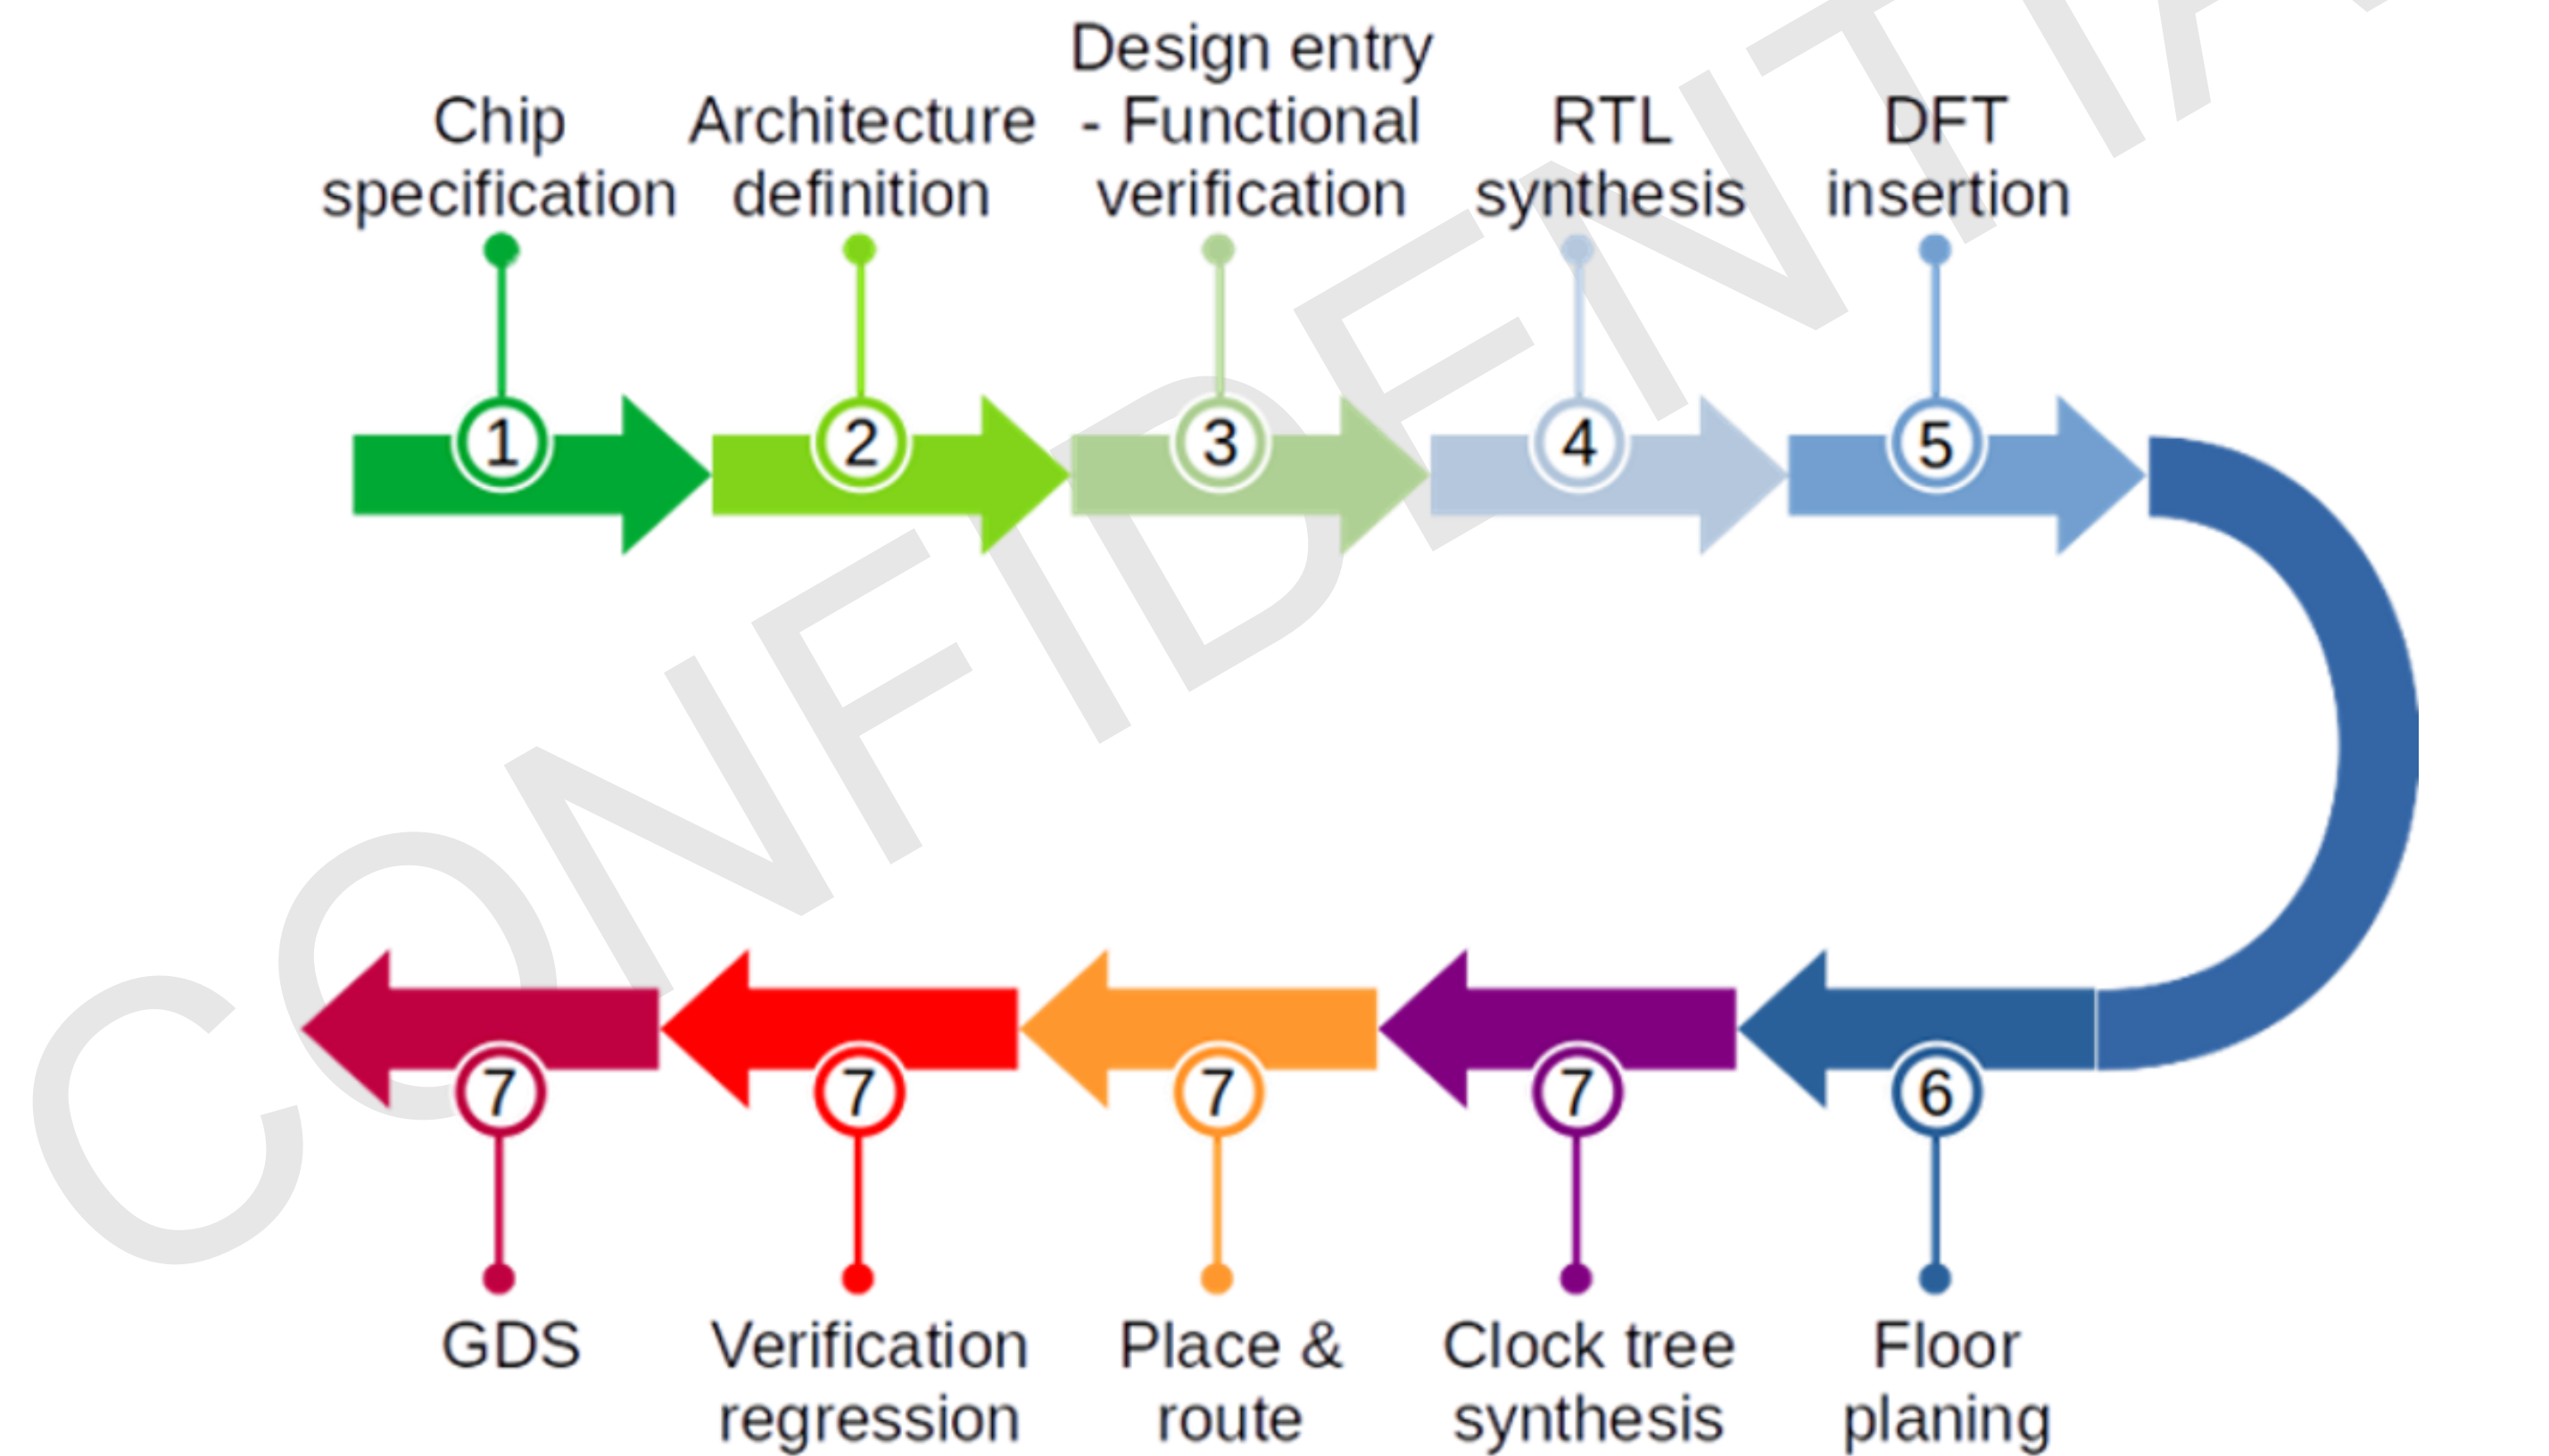 Chip
specification
Architecture
definition
Design entry
- Functional
verification
RTL
synthesis
DFT
insertion
1
2
3
4
5
7
7
7
7
6
GDS
Verification
regression
Place &
route
Clock tree
synthesis
Floor
planing
CONFIDENTIA